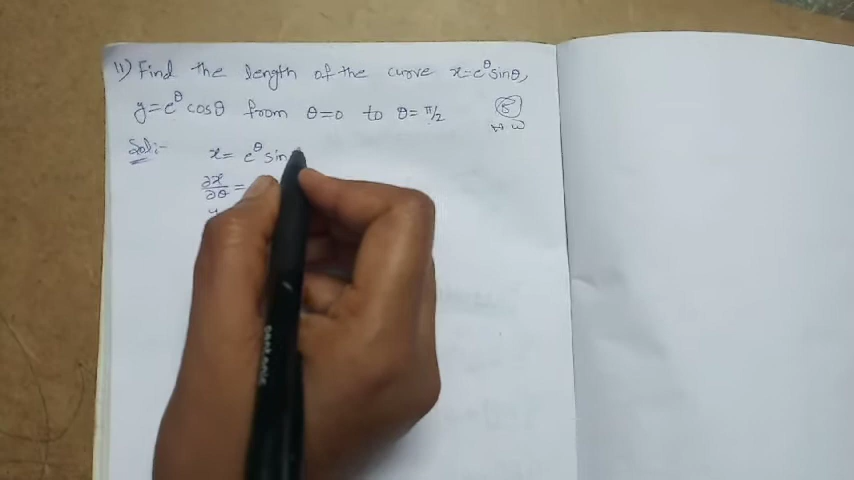 11) Find the length of the curve x=e^θ sinθ,
y=e^θ cosθ from θ=0 to θ=π/2
H W
Sol:-
x= e^θ sin
∂x/∂θ =